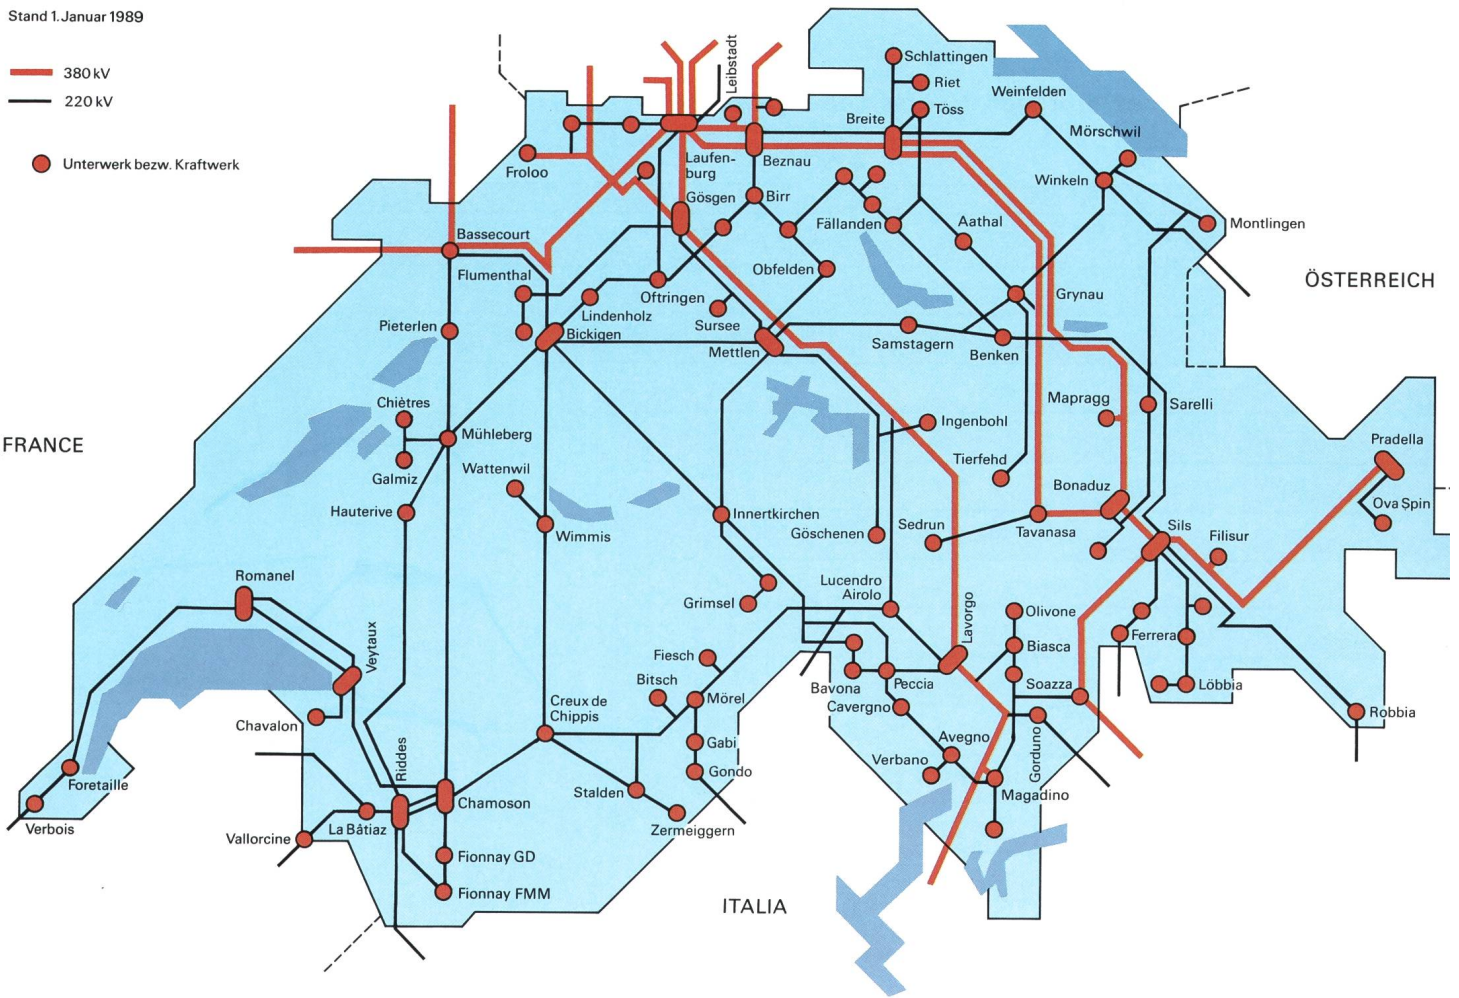 Stand 1. Januar 1989
380 kV
220 kV
Unterwerk bezw. Kraftwerk
Leibstadt
Schlattingen
Riet
Töss
Weinfelden
Breite
Mörschwil
Froloo
Laufen-
burg
Beznau
Winkeln
Gösgen
Birr
Bassecourt
Fällanden
Aathal
Montlingen
Flumenthal
Obfelden
ÖSTERREICH
Oftringen
Grynau
Lindenholz
Sursee
Pieterlen
Bickigen
Mettlen
Samstagern
Benken
Chiètres
Mapragg
Sarelli
FRANCE
Mühleberg
Ingenbohl
Pradella
Wattenwil
Tierfehd
Galmiz
Bonaduz
Ova Spin
Hauterive
Innertkirchen
Wimmis
Göschenen
Sedrun
Tavanasa
Sils
Filisur
Romanel
Lucendro
Airolo
Grimsel
Lavorgo
Olivone
Veytaux
Ferrera
Biasca
Fiesch
Bitsch
Bavona
Peccia
Soazza
Löbbia
Mörel
Creux de
Chippis
Cavergno
Robbia
Chavalon
Gabi
Avegno
Gorduno
Riddes
Verbano
Foretaille
Gondo
Stalden
Magadino
Chamoson
Verbois
La Bâtiaz
Zermeiggern
Vallorcine
Fionnay GD
Fionnay FMM
ITALIA